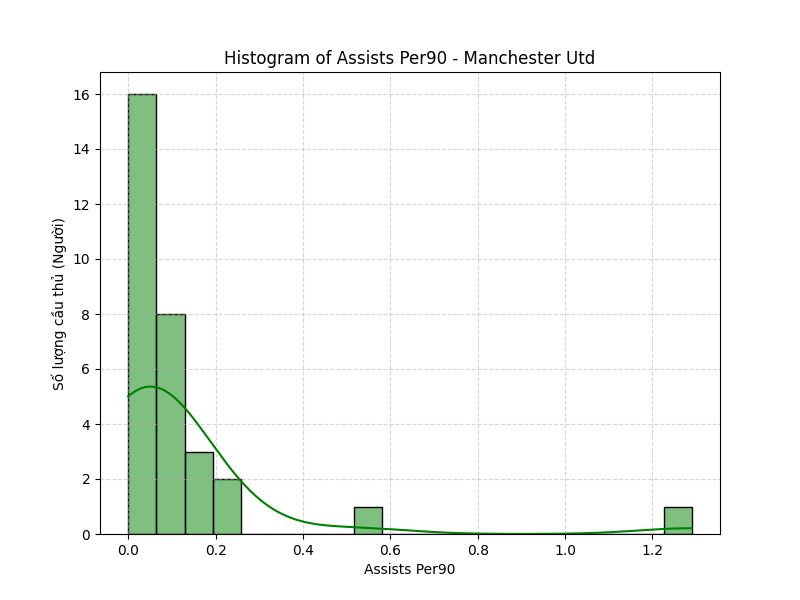 Histogram of Assists Per90 - Manchester Utd
Số lượng cầu thủ (Người)
16
14
12
10
8
6
4
2
0
0.0 0.2 0.4 0.6 0.8 1.0 1.2
Assists Per90